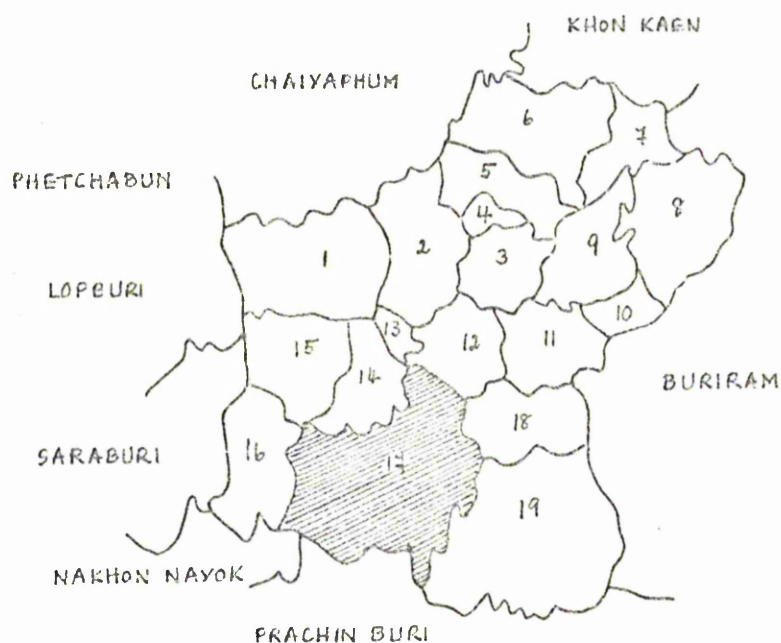 KHON KAEN
CHAIYAPHUM
6
7
5
PHETCHABUN
4
8
2
3
9
1
LOPBURI
10
13
15
12
11
14
BURIRAM
18
SARABURI
16
17
19
NAKHON NAYOK
PRACHIN BURI